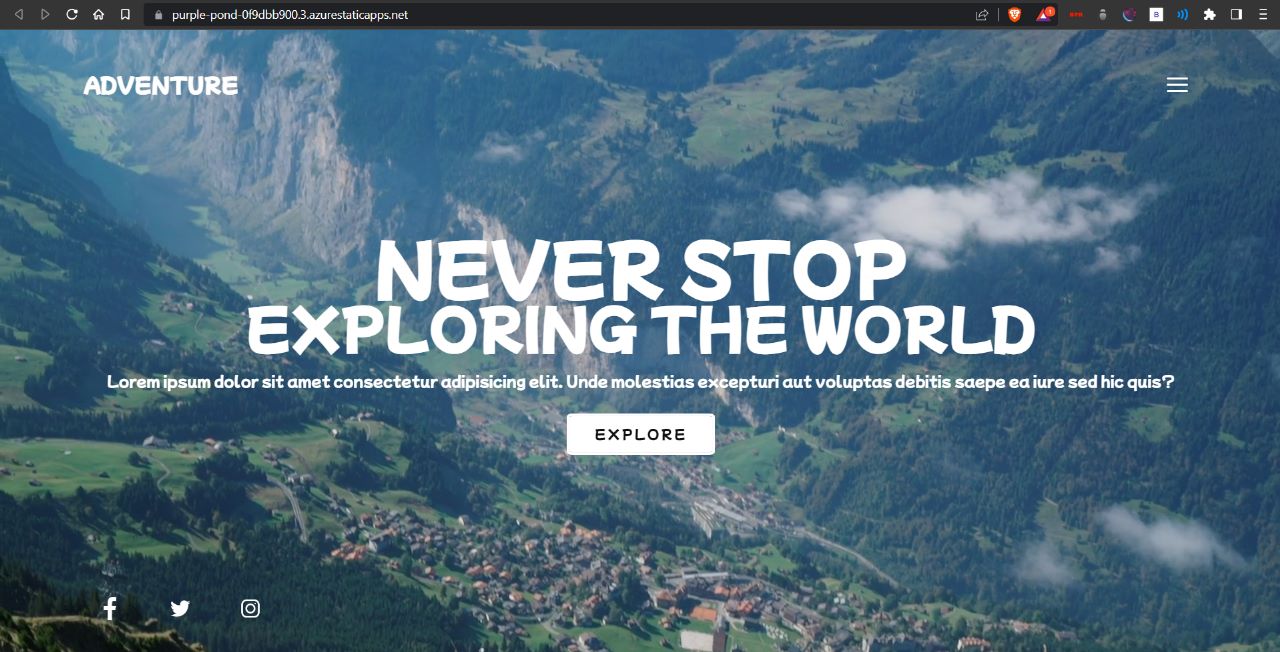 purple-pond-0f9dbb900.3.azurestaticapps.net
ADVENTURE
NEVER STOP
EXPLORING THE WORLD
Lorem ipsum dolor sit amet consectetur adipisicing elit. Unde molestias excepturi aut voluptas debitis saepe ea iure sed hic quis?
EXPLORE